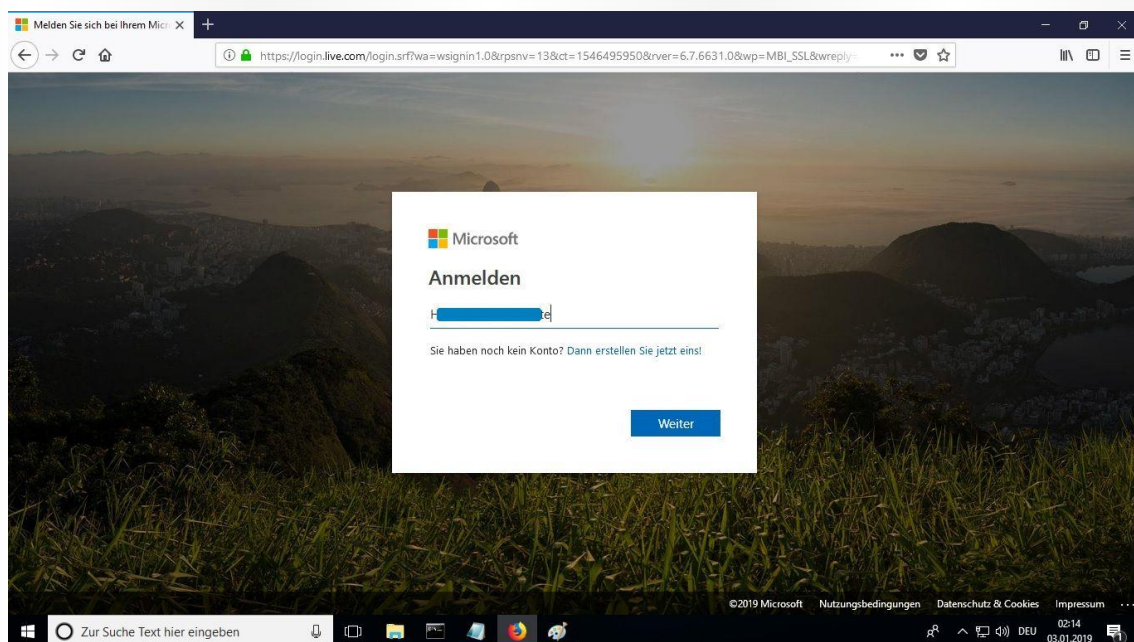 Melden Sie sich bei Ihrem Micr
https://login.live.com/login.srf?wa=wsignin1.0&rpsnv=13&ct=1546495950&rver=6.7.6631.0&wp=MBI_SSL&wreply=
Microsoft
Anmelden
H te
Sie haben noch kein Konto? Dann erstellen Sie jetzt eins!
Weiter
©2019 Microsoft Nutzungsbedingungen Datenschutz & Cookies Impressum ...
Zur Suche Text hier eingeben
DEU
02:14
03.01.2019
1